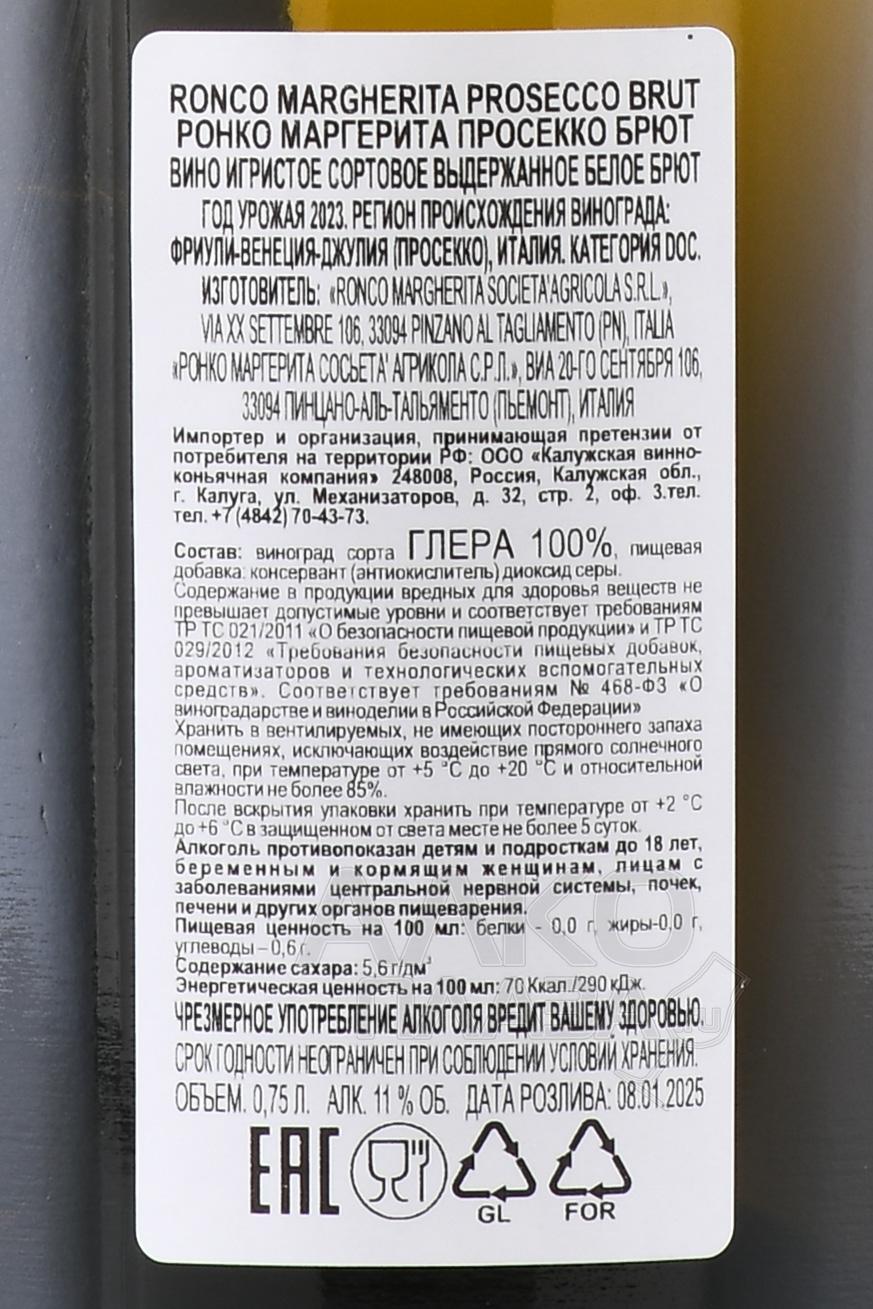 RONCO MARGHERITA PROSECCO BRUT
РОНКО МАРГЕРИТА ПРОСЕККО БРЮТ
ВИНО ИГРИСТОЕ СОРТОВОЕ ВЫДЕРЖАННОЕ БЕЛОЕ БРЮТ
ГОД УРОЖАЯ 2023. РЕГИОН ПРОИСХОЖДЕНИЯ ВИНОГРАДА:
ФРИУЛИ-ВЕНЕЦИЯ-ДЖУЛИЯ (ПРОСЕККО), ИТАЛИЯ. КАТЕГОРИЯ DOC.
ИЗГОТОВИТЕЛЬ: «RONCO MARGHERITA SOCIETA'AGRICOLA S.R.L.»,
VIA XX SETTEMBRE 106, 33094 PINZANO AL TAGLIAMENTO (PN), ITALIA
«РОНКО МАРГЕРИТА СОСЬЕТА' АГРИКОЛА С.Р.Л.», ВИА 20-ГО СЕНТЯБРЯ 106,
33094 ПИНЦАНО-АЛЬ-ТАЛЬЯМЕНТО (ПЬЕМОНТ), ИТАЛИЯ
Импортер и организация, принимающая претензии от
потребителя на территории РФ: ООО «Калужская винно-
коньячная компания» 248008, Россия, Калужская обл.,
г. Калуга, ул. Механизаторов, д. 32, стр. 2, оф. 3.тел.
тел. +7 (4842) 70-43-73.
Состав: виноград сорта ГЛЕРА 100%, пищевая
добавка: консервант (антиокислитель) диоксид серы.
Содержание в продукции вредных для здоровья веществ не
превышает допустимые уровни и соответствует требованиям
ТР ТС 021/2011 «О безопасности пищевой продукции» и ТР ТС
029/2012 «Требования безопасности пищевых добавок,
ароматизаторов и технологических вспомогательных
средств». Соответствует требованиям № 468-ФЗ «О
виноградарстве и виноделии в Российской Федерации»
Хранить в вентилируемых, не имеющих постороннего запаха
помещениях, исключающих воздействие прямого солнечного
света, при температуре от +5 °С до +20 °С и относительной
влажности не более 85%.
После вскрытия упаковки хранить при температуре от +2 °С
до +6 °С в защищенном от света месте не более 5 суток.
Алкоголь противопоказан детям и подросткам до 18 лет,
беременным и кормящим женщинам, лицам с
заболеваниями центральной нервной системы, почек,
печени и других органов пищеварения.
Пищевая ценность на 100 мл: белки - 0,0 г, жиры-0,0 г,
углеводы – 0,6 г.
Содержание сахара: 5,6 г/дм³
Энергетическая ценность на 100 мл: 70 Ккал./290 кДж.
ЧРЕЗМЕРНОЕ УПОТРЕБЛЕНИЕ АЛКОГОЛЯ ВРЕДИТ ВАШЕМУ ЗДОРОВЬЮ.
СРОК ГОДНОСТИ НЕОГРАНИЧЕН ПРИ СОБЛЮДЕНИИ УСЛОВИЙ ХРАНЕНИЯ.
ОБЪЕМ. 0,75 Л. АЛК. 11 % ОБ. ДАТА РОЗЛИВА: 08.01.2025
EAC
GL FOR